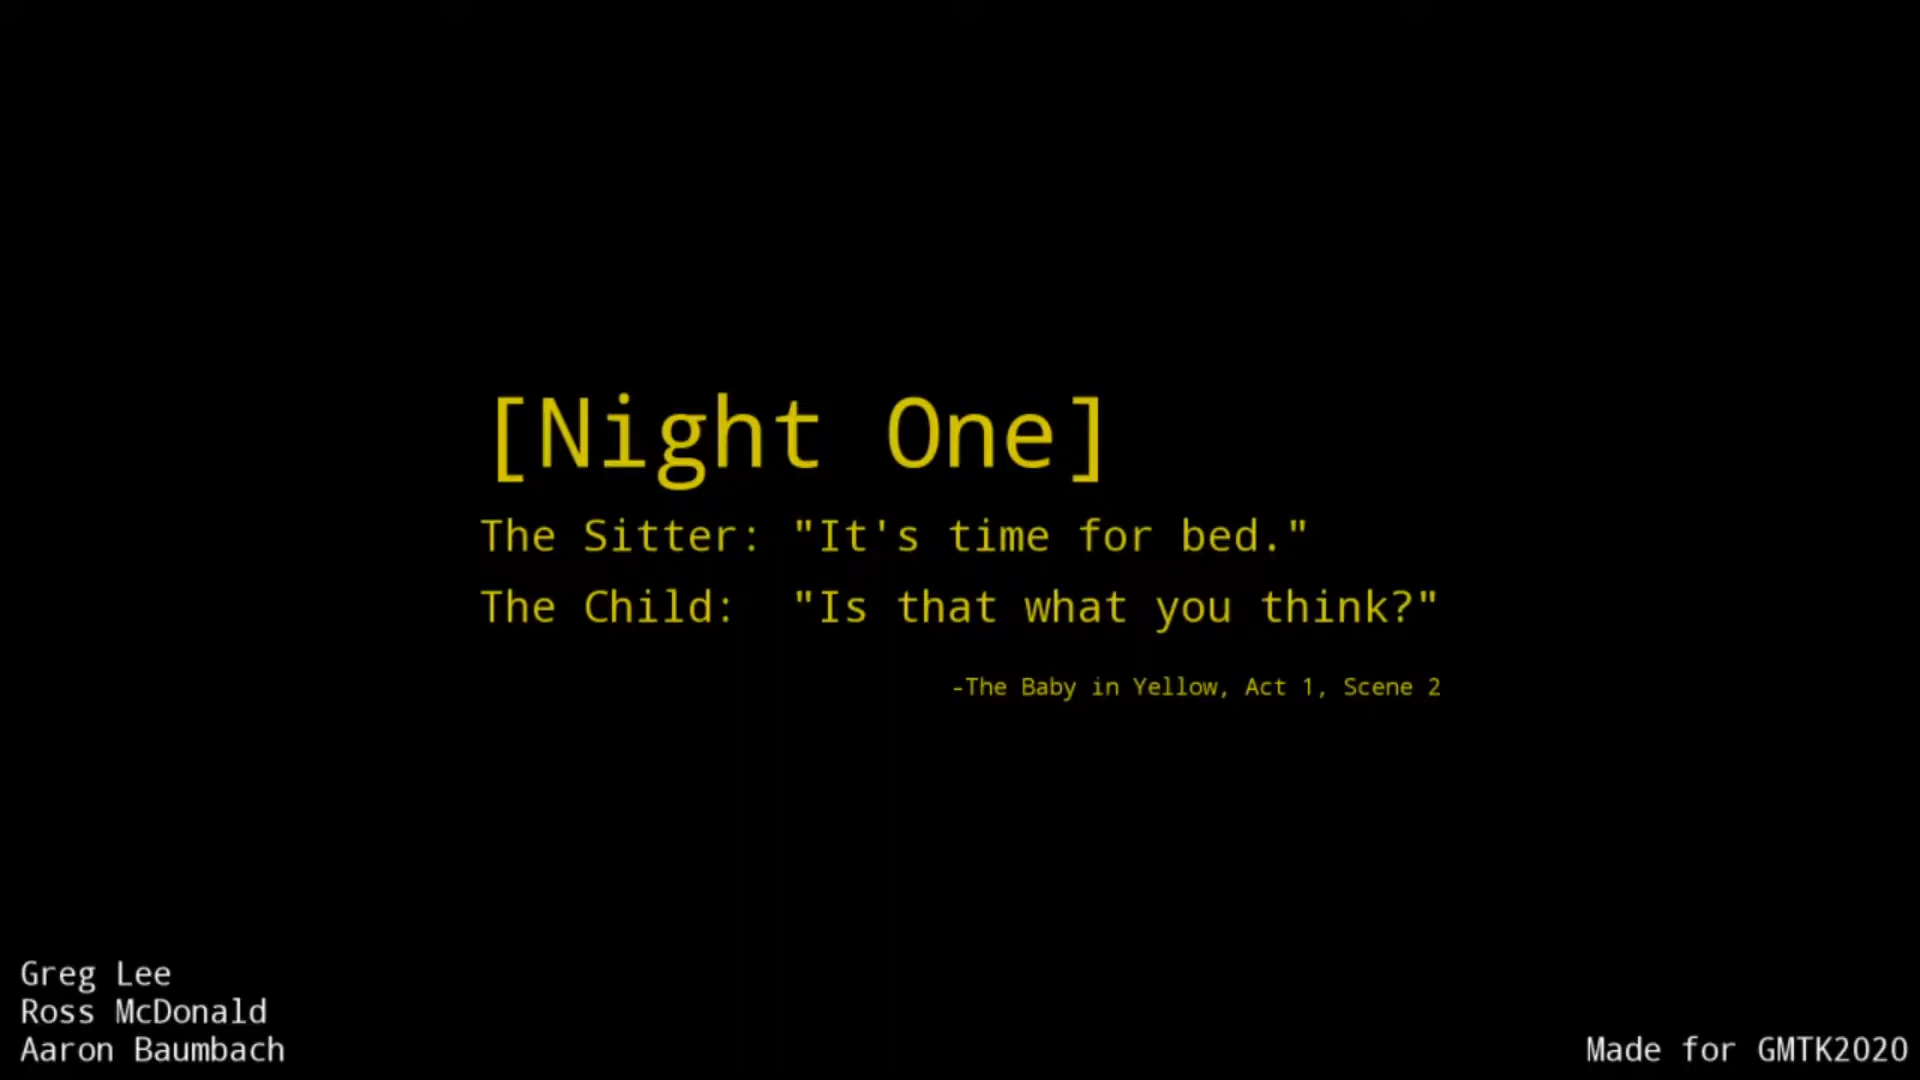 [Night One]
The Sitter: "It's time for bed."
The Child:  "Is that what you think?"
-The Baby in Yellow, Act 1, Scene 2
Greg Lee
Ross McDonald
Aaron Baumbach
Made for GMTK2020